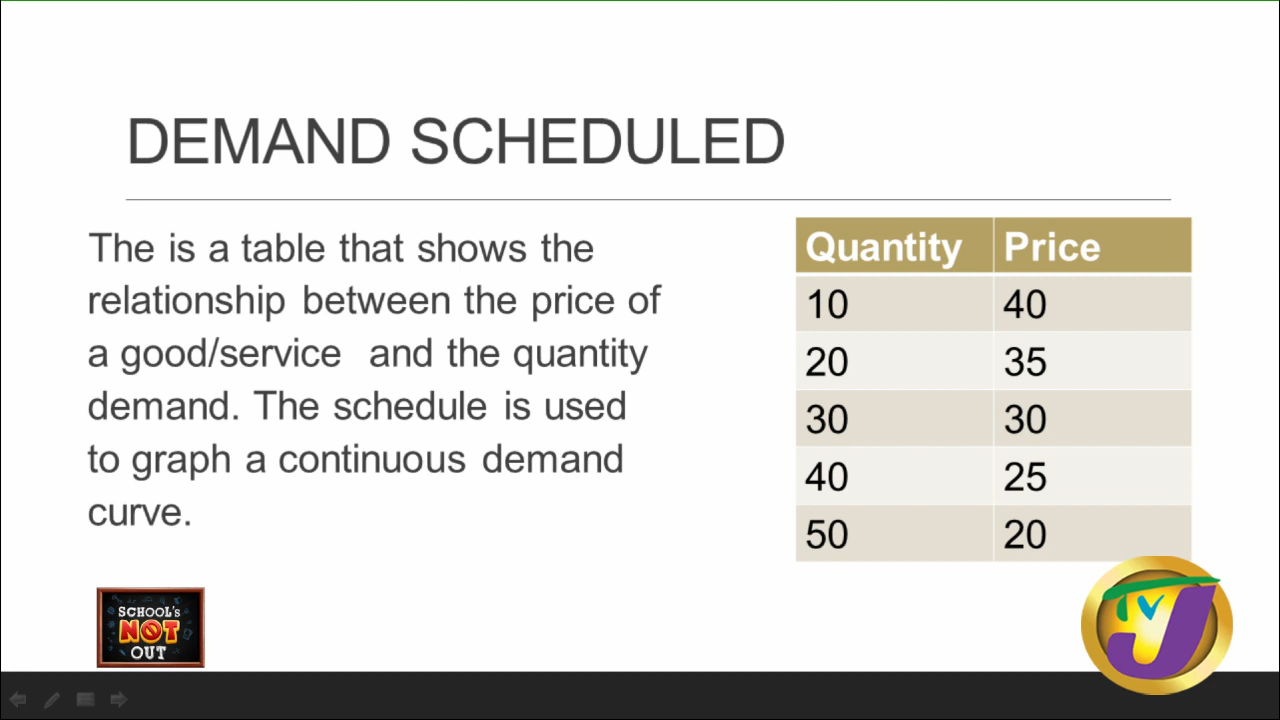 DEMAND SCHEDULED
The is a table that shows the
relationship between the price of
a good/service and the quantity
demand. The schedule is used
to graph a continuous demand
curve.
Quantity Price
10 40
20 35
30 30
40 25
50 20
SCHOOL'S
NOT
OUT
TVJ